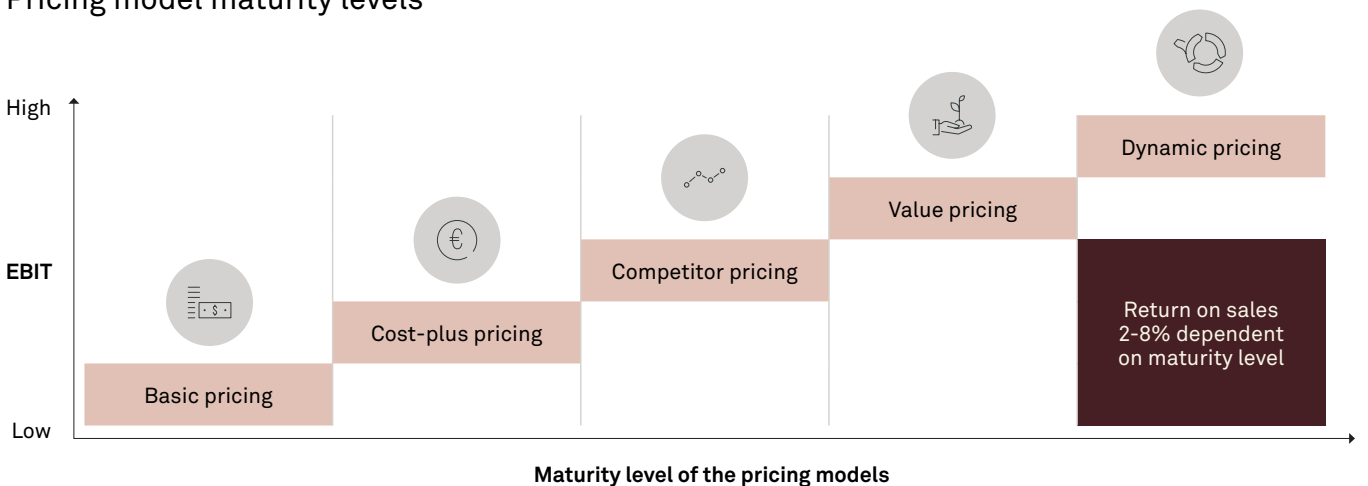 Pricing model maturity levels
High
Dynamic pricing
Value pricing
EBIT
Competitor pricing
Return on sales
2-8% dependent
on maturity level
$
€
Cost-plus pricing
Basic pricing
Low
Maturity level of the pricing models